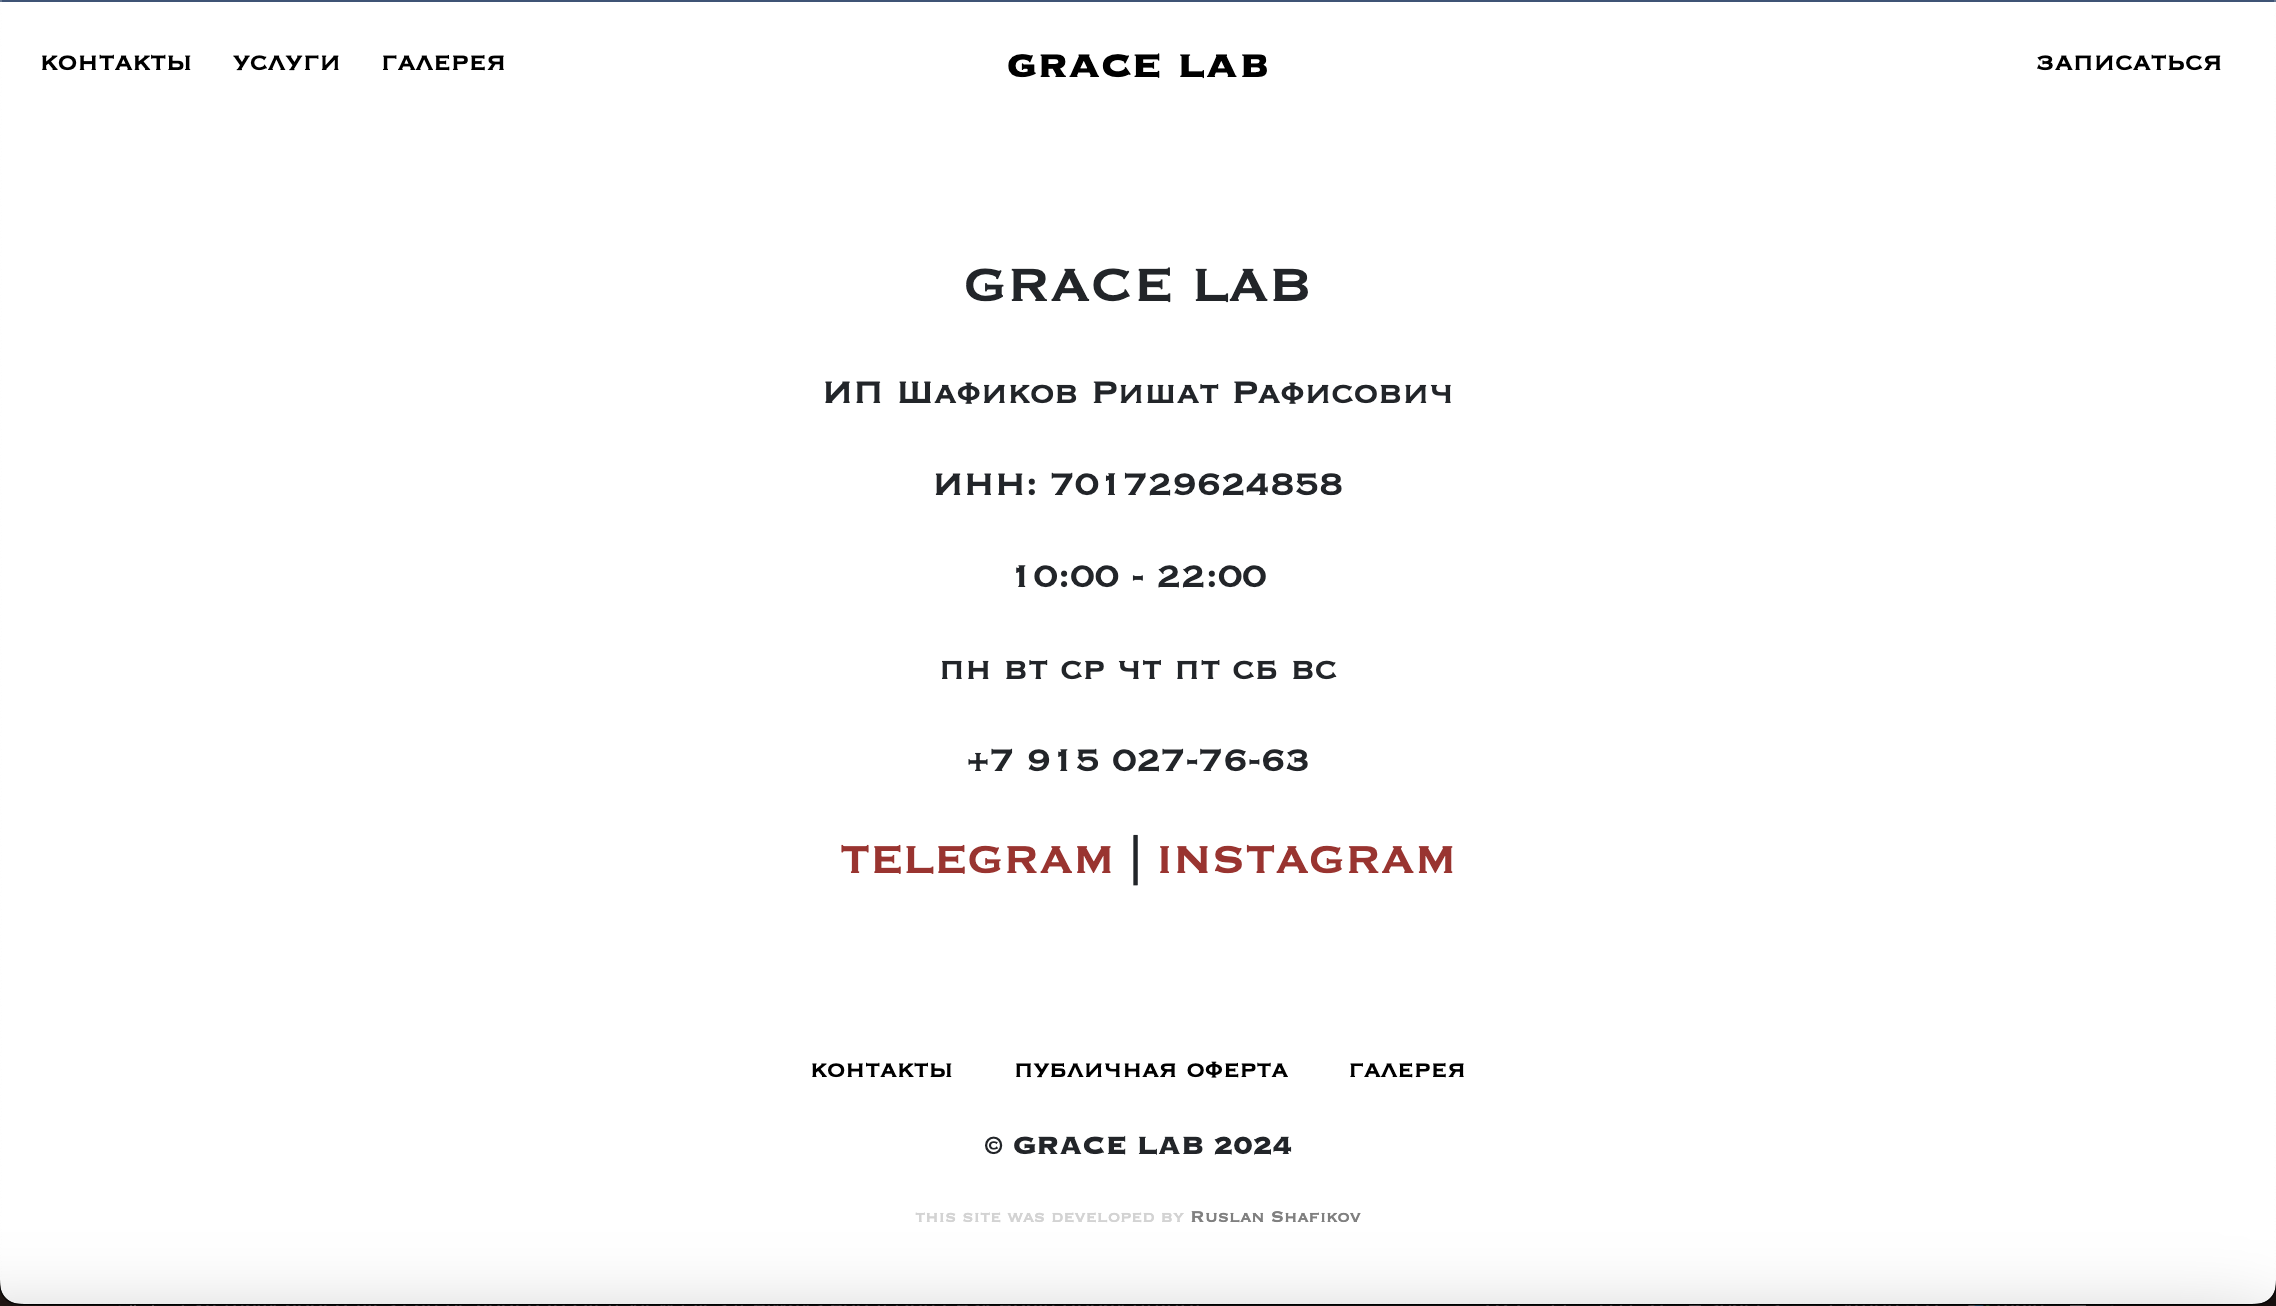 КОНТАКТЫ УСЛУГИ ГАЛЕРЕЯ GRACE LAB ЗАПИСАТЬСЯ
GRACE LAB
ИП Шафиков Ришат Рафисович
ИНН: 701729624858
10:00 - 22:00
ПН ВТ СР ЧТ ПТ СБ ВС
+7 915 027-76-63
TELEGRAM | INSTAGRAM
КОНТАКТЫ ПУБЛИЧНАЯ ОФЕРТА ГАЛЕРЕЯ
© GRACE LAB 2024
this site was developed by Ruslan Shafikov